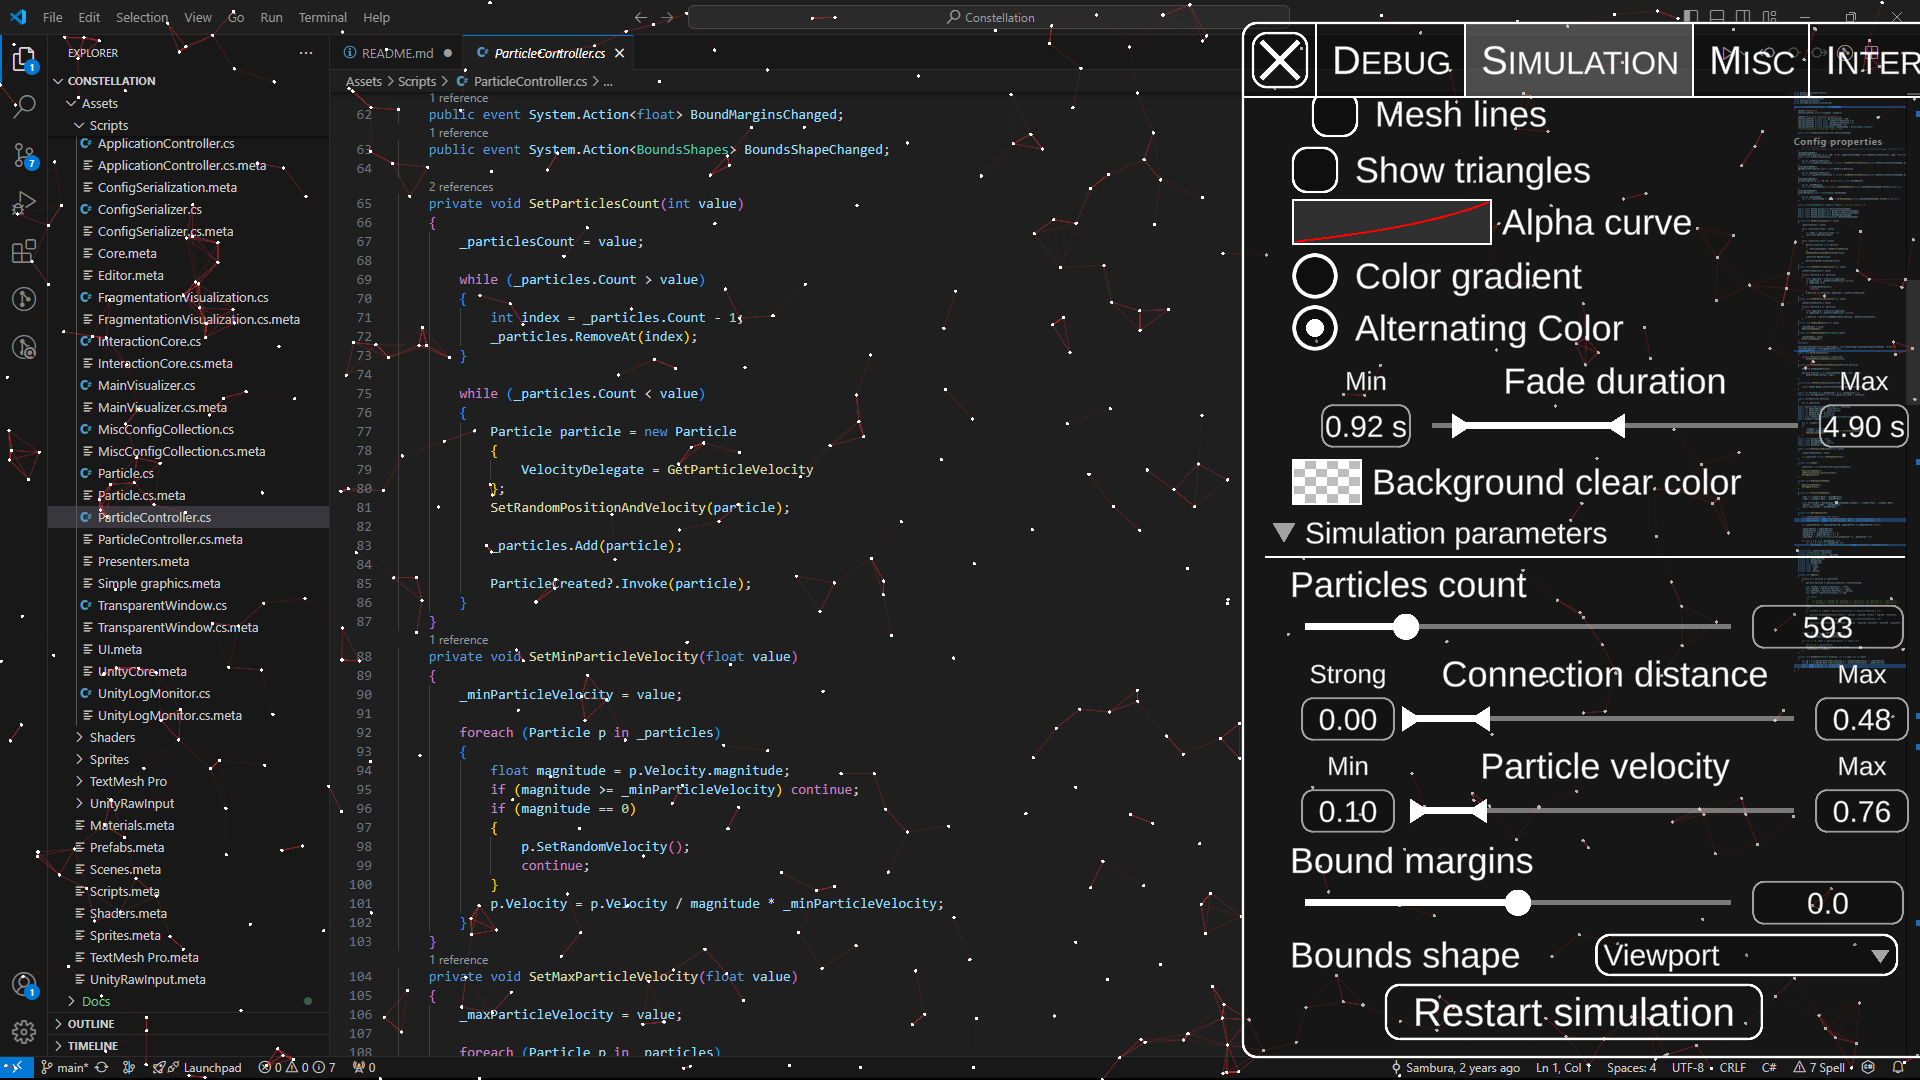 File Edit Selection View Go Run Terminal Help
Constellation
EXPLORER
CONSTELLATION
Assets
Scripts
ApplicationController.cs
ApplicationController.cs.meta
ConfigSerialization.meta
ConfigSerializer.cs
ConfigSerializer.cs.meta
Core.meta
Editor.meta
FragmentationVisualization.cs
FragmentationVisualization.cs.meta
InteractionCore.cs
InteractionCore.cs.meta
MainVisualizer.cs
MainVisualizer.cs.meta
MiscConfigCollection.cs
MiscConfigCollection.cs.meta
Particle.cs
Particle.cs.meta
ParticleController.cs
ParticleController.cs.meta
Presenters.meta
Simple graphics.meta
TransparentWindow.cs
TransparentWindow.cs.meta
UI.meta
UnityCore.meta
UnityLogMonitor.cs
UnityLogMonitor.cs.meta
Shaders
Sprites
TextMesh Pro
UnityRawInput
Materials.meta
Prefabs.meta
Scenes.meta
Scripts.meta
Shaders.meta
Sprites.meta
TextMesh Pro.meta
UnityRawInput.meta
Docs
OUTLINE
TIMELINE
1
7
1
README.md
ParticleController.cs
Assets > Scripts > ParticleController.cs > ...
1 reference
62 public event System.Action<float> BoundMarginsChanged;
1 reference
63 public event System.Action<BoundsShapes> BoundsShapeChanged;
64
2 references
65 private void SetParticlesCount(int value)
66 {
67 _particlesCount = value;
68
69 while (_particles.Count > value)
70 {
71 int index = _particles.Count - 1;
72 _particles.RemoveAt(index);
73 }
74
75 while (_particles.Count < value)
76 {
77 Particle particle = new Particle
78 {
79 VelocityDelegate = GetParticleVelocity
80 };
81 SetRandomPositionAndVelocity(particle);
82
83 _particles.Add(particle);
84
85 ParticleCreated?.Invoke(particle);
86 }
87 }
1 reference
88 private void SetMinParticleVelocity(float value)
89 {
90 _minParticleVelocity = value;
91
92 foreach (Particle p in _particles)
93 {
94 float magnitude = p.Velocity.magnitude;
95 if (magnitude >= _minParticleVelocity) continue;
96 if (magnitude == 0)
97 {
98 p.SetRandomVelocity();
99 continue;
100 }
101 p.Velocity = p.Velocity / magnitude * _minParticleVelocity;
102 }
103 }
1 reference
104 private void SetMaxParticleVelocity(float value)
105 {
106 _maxParticleVelocity = value;
107
108 foreach (Particle p in _particles)
DEBUG SIMULATION MISC INTER
Config properties
Mesh lines
Show triangles
Alpha curve
Color gradient
Alternating Color
Min Fade duration Max
0.92 s 4.90 s
Background clear color
Simulation parameters
Particles count
593
Strong Connection distance Max
0.00 0.48
Min Particle velocity Max
0.10 0.76
Bound margins
0.0
Bounds shape Viewport
Restart simulation
main* Launchpad 0 0 7 0 Sambura, 2 years ago Ln 1, Col 1 Spaces: 4 UTF-8 CRLF C# 7 Spell